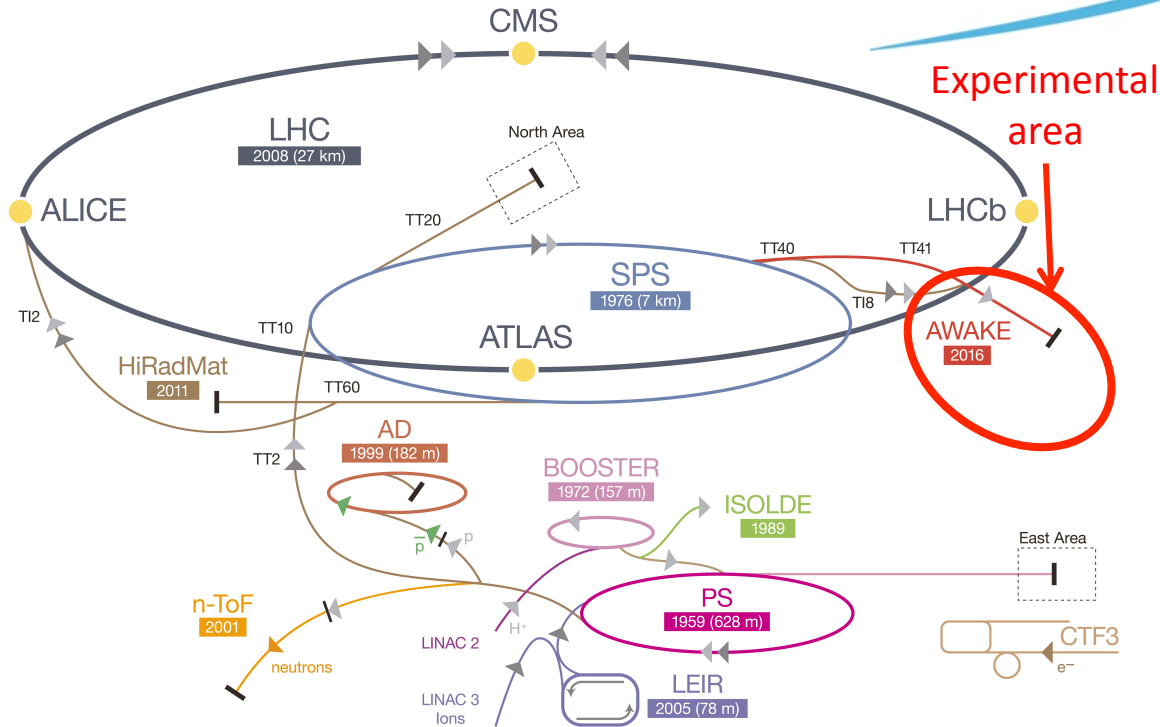 CMS
Experimental
area
LHC
2008 (27 km)
North Area
ALICE
LHCb
TT20
TT40
TT41
SPS
1976 (7 km)
TI8
TI2
TT10
ATLAS
AWAKE
2016
HiRadMat
2011
TT60
AD
1999 (182 m)
TT2
BOOSTER
1972 (157 m)
ISOLDE
1989
p̅
p
East Area
n-ToF
2001
PS
1959 (628 m)
H⁺
LINAC 2
neutrons
CTF3
e⁻
LEIR
2005 (78 m)
LINAC 3
Ions